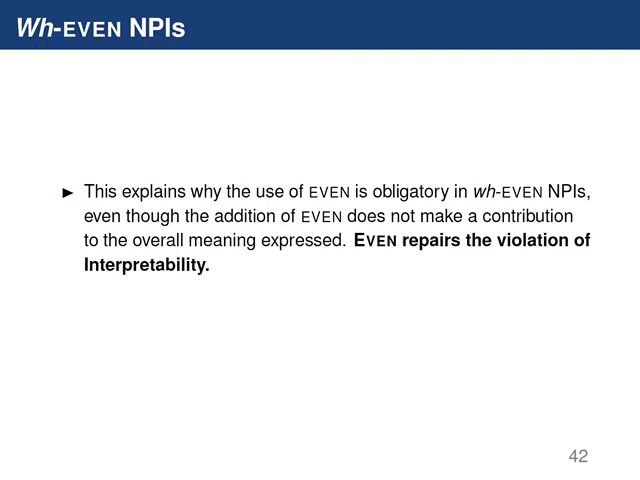 Wh-EVEN NPIs
► This explains why the use of EVEN is obligatory in wh-EVEN NPIs,
even though the addition of EVEN does not make a contribution
to the overall meaning expressed. EVEN repairs the violation of
Interpretability.
42